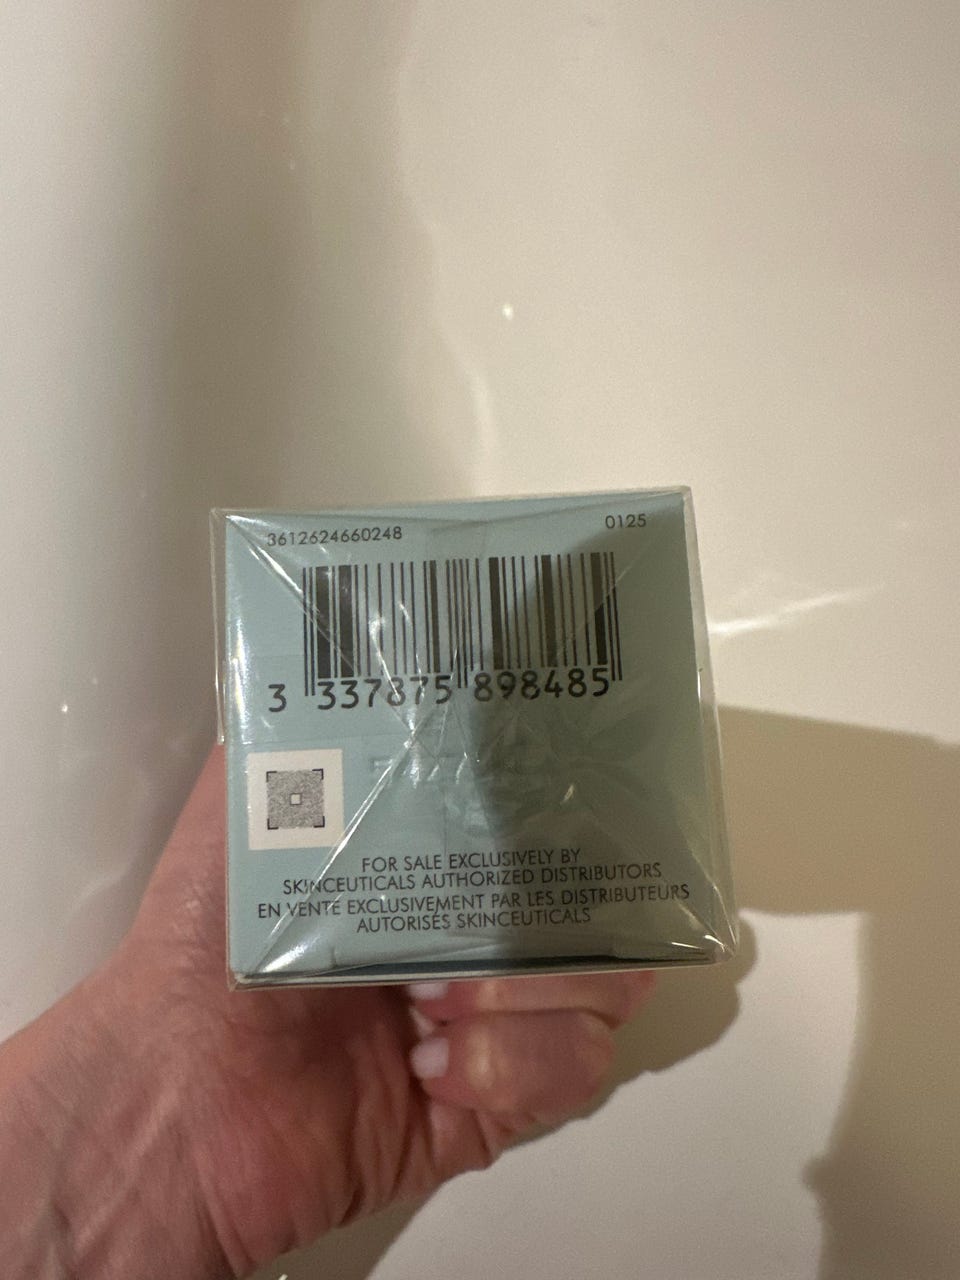 3612624660248 0125
3 337875 898485
FOR SALE EXCLUSIVELY BY
SKINCEUTICALS AUTHORIZED DISTRIBUTORS
EN VENTE EXCLUSIVEMENT PAR LES DISTRIBUTEURS
AUTORISÉS SKINCEUTICALS